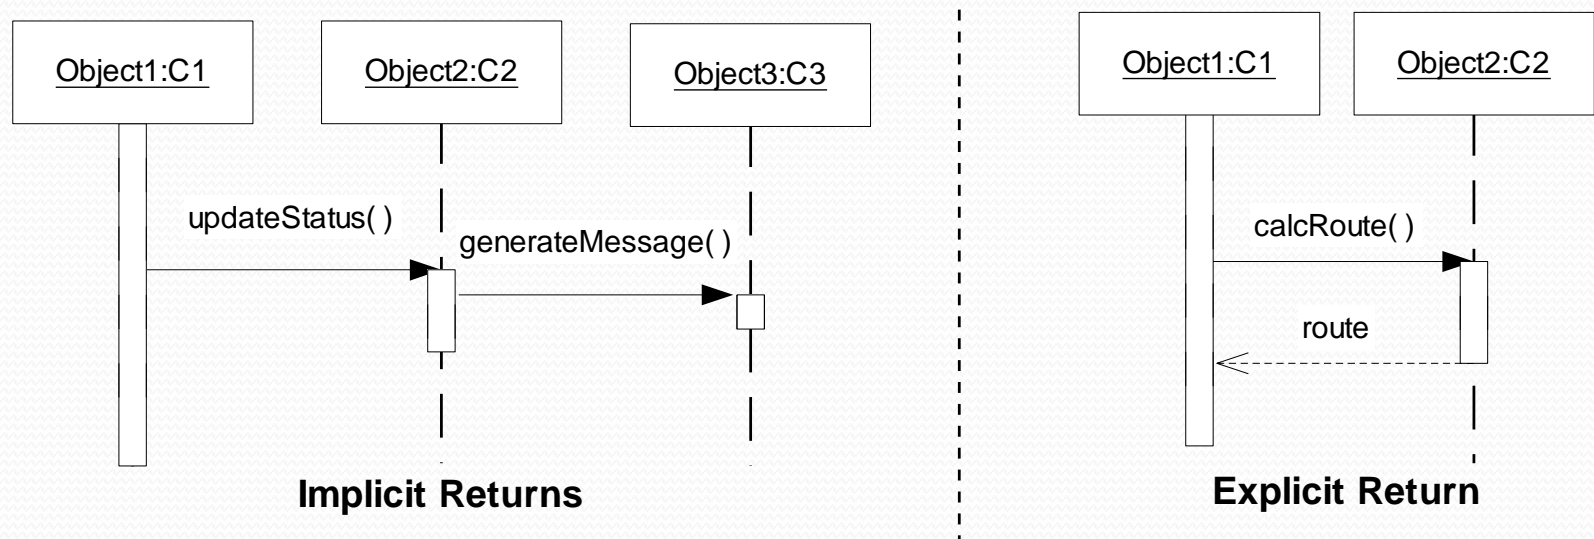 Object1:C1
Object2:C2
Object3:C3
updateStatus( )
generateMessage( )
Implicit Returns
Object1:C1
Object2:C2
calcRoute( )
route
Explicit Return